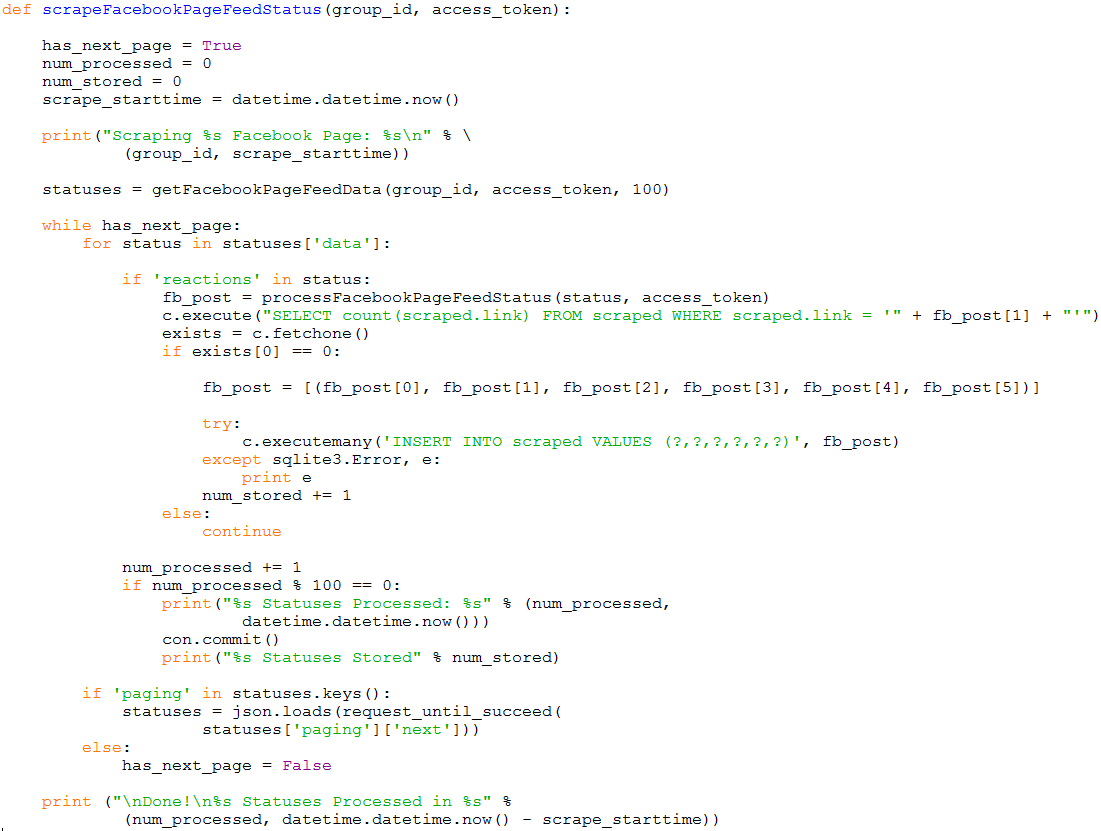 def scrapeFacebookPageFeedStatus(group_id, access_token):

    has_next_page = True
    num_processed = 0
    num_stored = 0
    scrape_starttime = datetime.datetime.now()

    print("Scraping %s Facebook Page: %s\n" % \
            (group_id, scrape_starttime))

    statuses = getFacebookPageFeedData(group_id, access_token, 100)

    while has_next_page:
        for status in statuses['data']:

            if 'reactions' in status:
                fb_post = processFacebookPageFeedStatus(status, access_token)
                c.execute("SELECT count(scraped.link) FROM scraped WHERE scraped.link = '" + fb_post[1] + "'")
                exists = c.fetchone()
                if exists[0] == 0:

                    fb_post = [(fb_post[0], fb_post[1], fb_post[2], fb_post[3], fb_post[4], fb_post[5])]

                    try:
                        c.executemany('INSERT INTO scraped VALUES (?,?,?,?,?,?)', fb_post)
                    except sqlite3.Error, e:
                        print e
                    num_stored += 1
                else:
                    continue

            num_processed += 1
            if num_processed % 100 == 0:
                print("%s Statuses Processed: %s" % (num_processed,
                        datetime.datetime.now()))
                con.commit()
                print("%s Statuses Stored" % num_stored)

        if 'paging' in statuses.keys():
            statuses = json.loads(request_until_succeed(
                    statuses['paging']['next']))
        else:
            has_next_page = False

    print ("\nDone!\n%s Statuses Processed in %s" %
            (num_processed, datetime.datetime.now() - scrape_starttime))